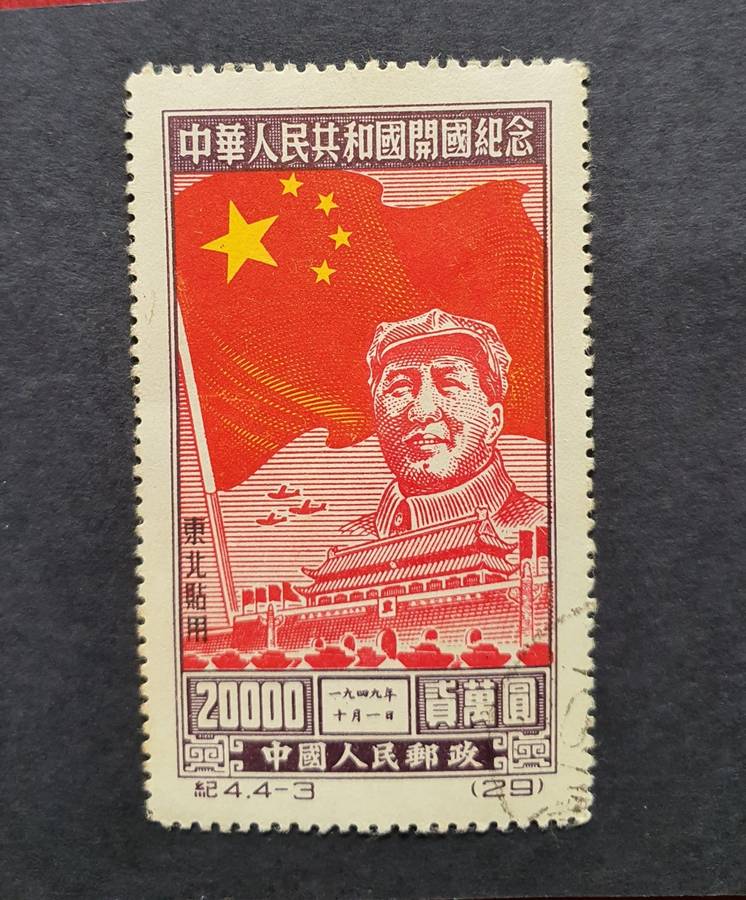 中華人民共和國開國紀念
東北貼用
20000
一九四九年
十月一日
貳萬圓
中國人民郵政
紀4.4-3
(29)